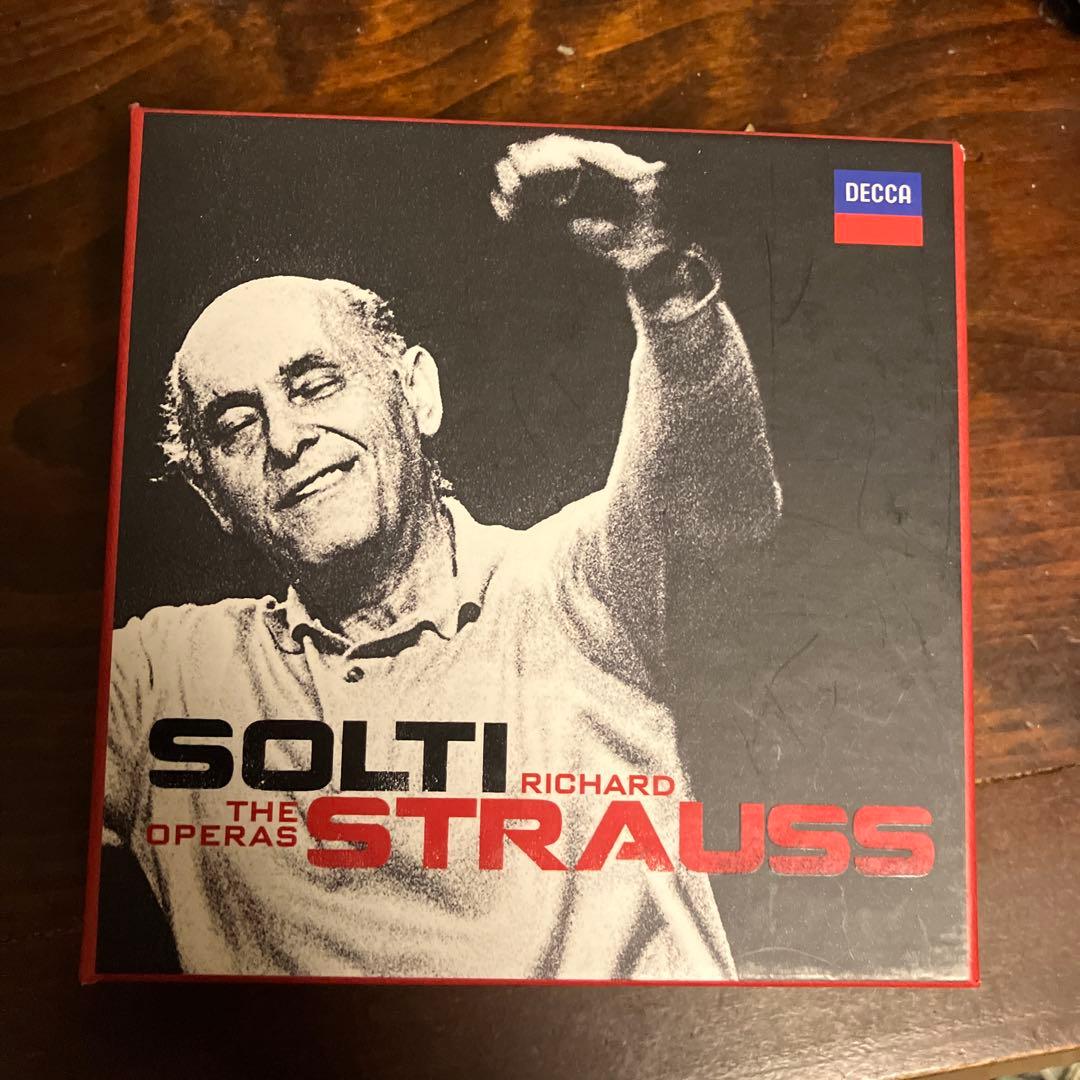 DECCA
SOLTI
RICHARD
THE
OPERAS
STRAUSS